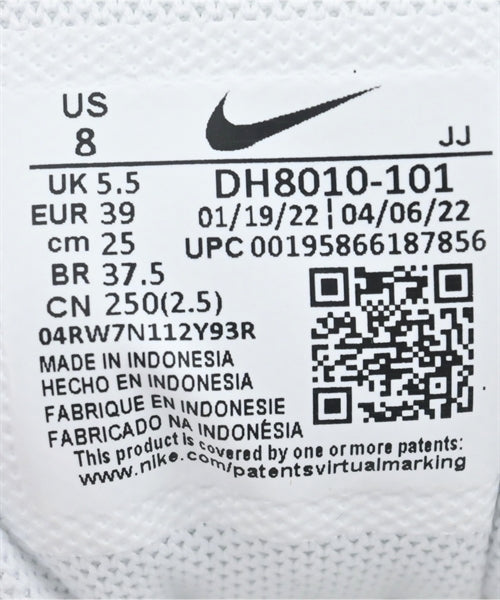 US
8
JJ
UK 5.5
EUR 39
cm 25
BR 37.5
CN 250(2.5)
DH8010-101
01/19/22 ¦ 04/06/22
UPC 00195866187856
04RW7N112Y93R
MADE IN INDONESIA
HECHO EN INDONESIA
FABRIQUE EN INDONESIE
FABRICADO NA INDONÉSIA
This product is covered by one or more patents:
www.nike.com/patentsvirtualmarking